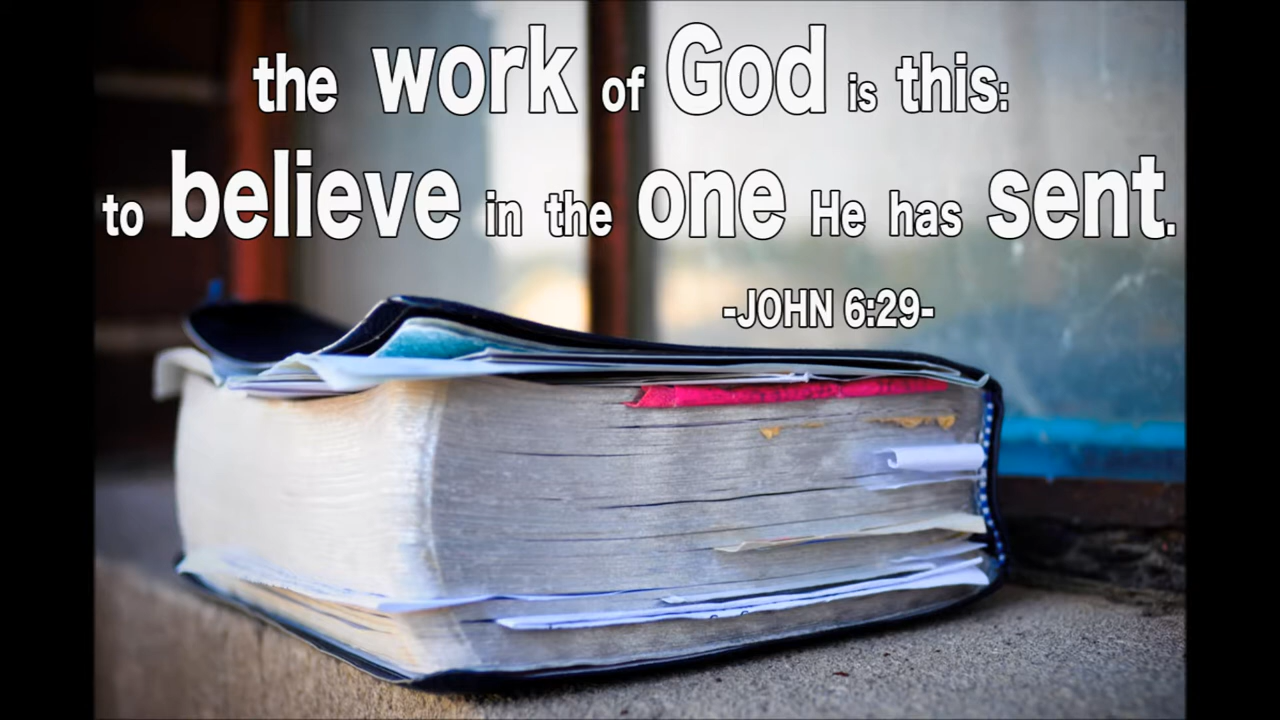 the work of God is this:
to believe in the one He has sent.
-JOHN 6:29-